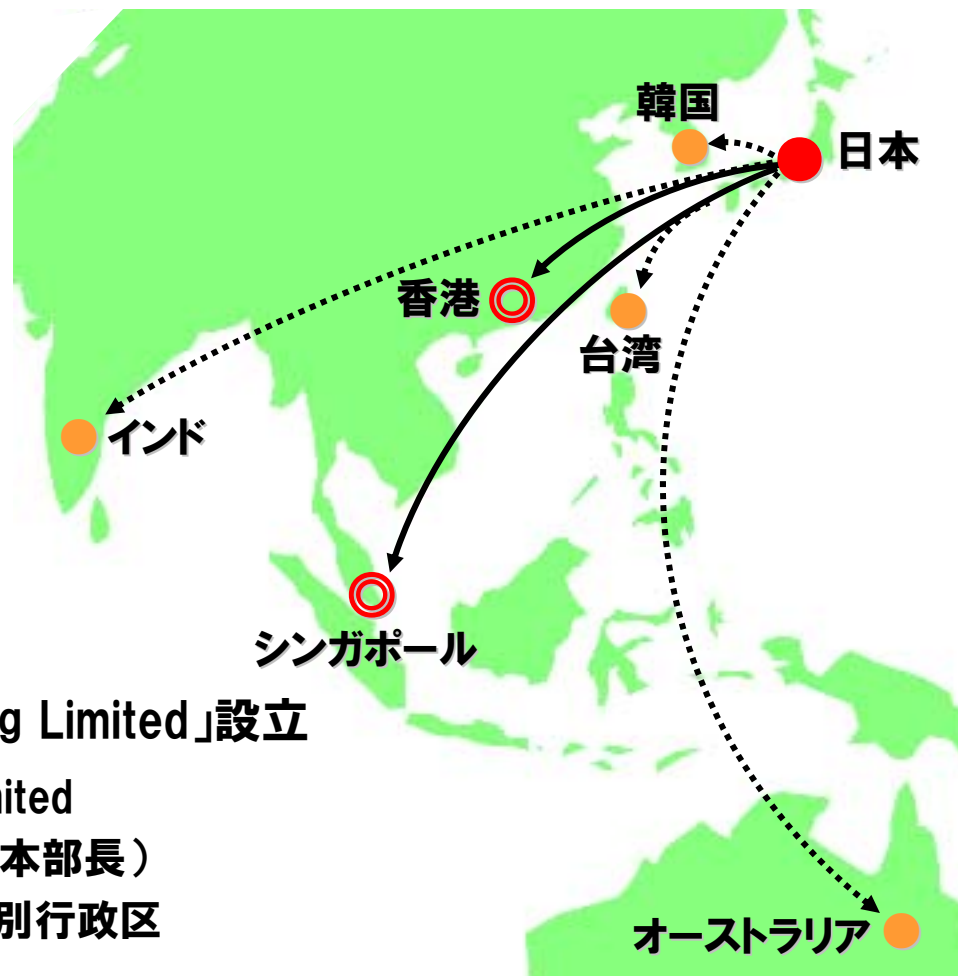 韓国
日本
香港
台湾
インド
シンガポール
g Limited」設立
ited
本部長）
別行政区
オーストラリア